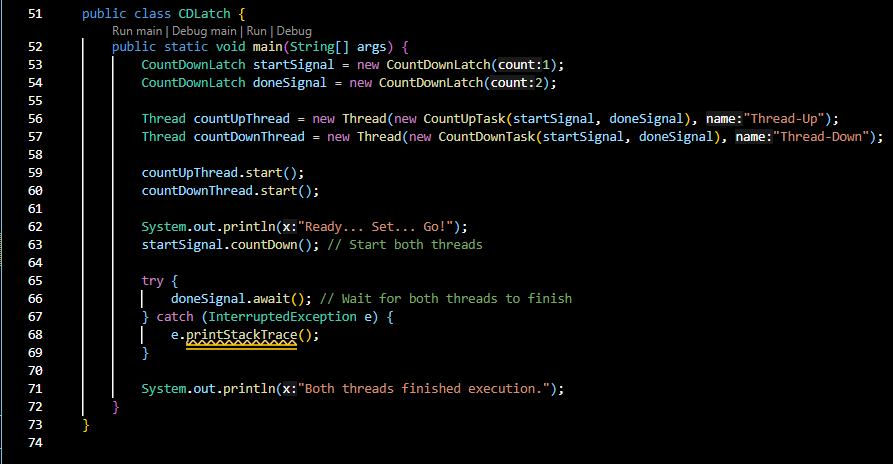 51 public class CDLatch {
Run main | Debug main | Run | Debug
52 public static void main(String[] args) {
53 CountDownLatch startSignal = new CountDownLatch(count:1);
54 CountDownLatch doneSignal = new CountDownLatch(count:2);
55
56 Thread countUpThread = new Thread(new CountUpTask(startSignal, doneSignal), name:"Thread-Up");
57 Thread countDownThread = new Thread(new CountDownTask(startSignal, doneSignal), name:"Thread-Down");
58
59 countUpThread.start();
60 countDownThread.start();
61
62 System.out.println(x:"Ready... Set... Go!");
63 startSignal.countDown(); // Start both threads
64
65 try {
66 doneSignal.await(); // Wait for both threads to finish
67 } catch (InterruptedException e) {
68 e.printStackTrace();
69 }
70
71 System.out.println(x:"Both threads finished execution.");
72 }
73 }
74